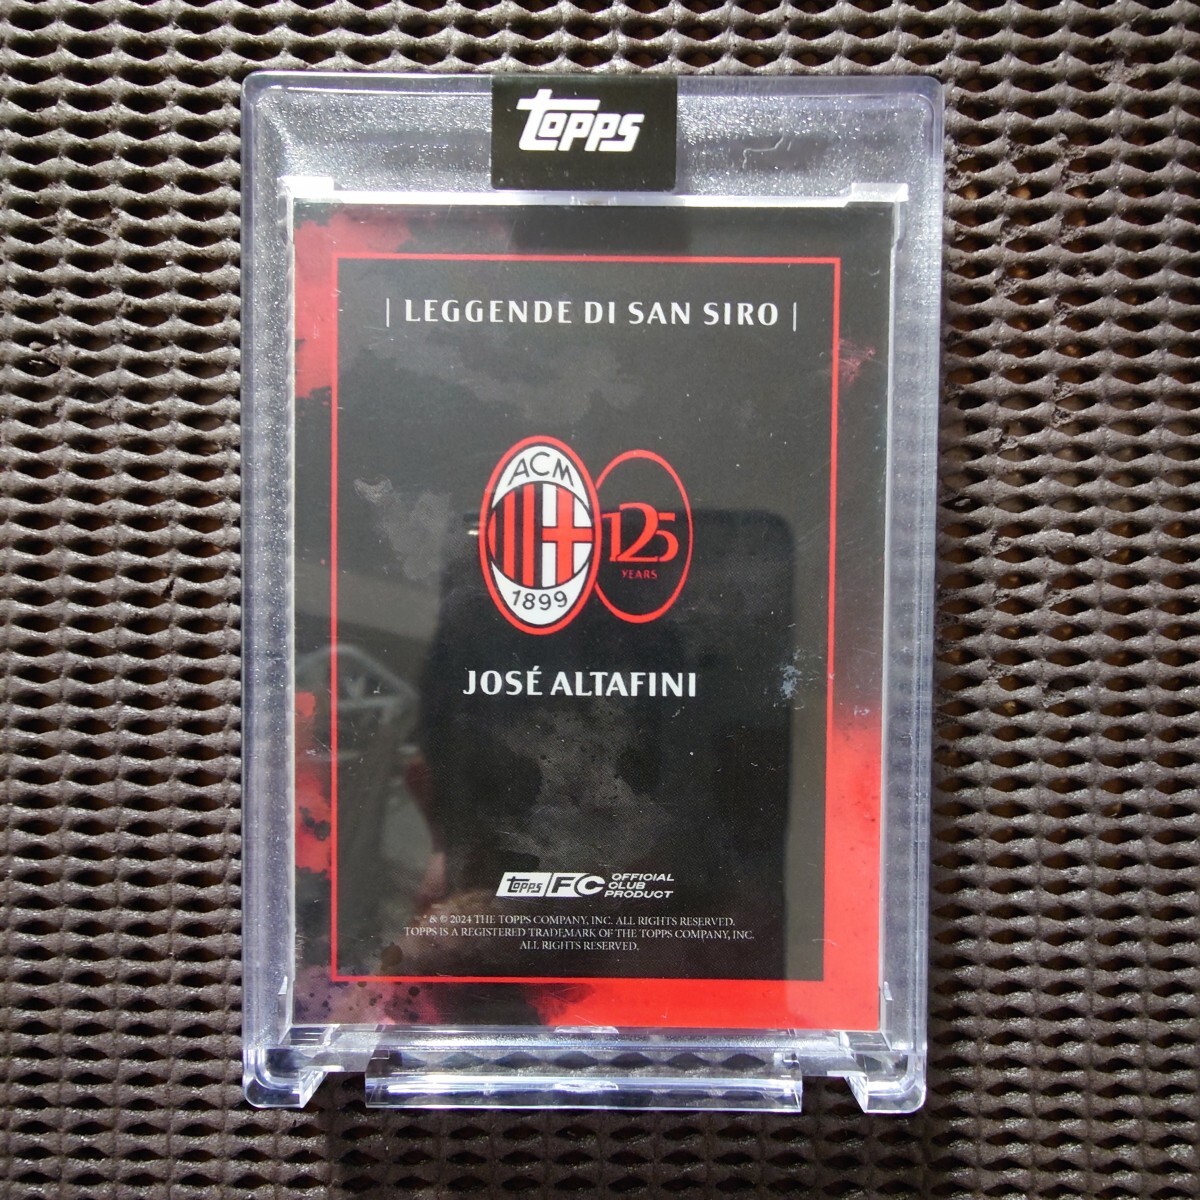 topps
| LEGGENDE DI SAN SIRO |
ACM
1899
125
YEARS
JOSÉ ALTAFINI
topps FC OFFICIAL
CLUB
PRODUCT
® & © 2024 THE TOPPS COMPANY, INC. ALL RIGHTS RESERVED.
TOPPS IS A REGISTERED TRADEMARK OF THE TOPPS COMPANY, INC.
ALL RIGHTS RESERVED.